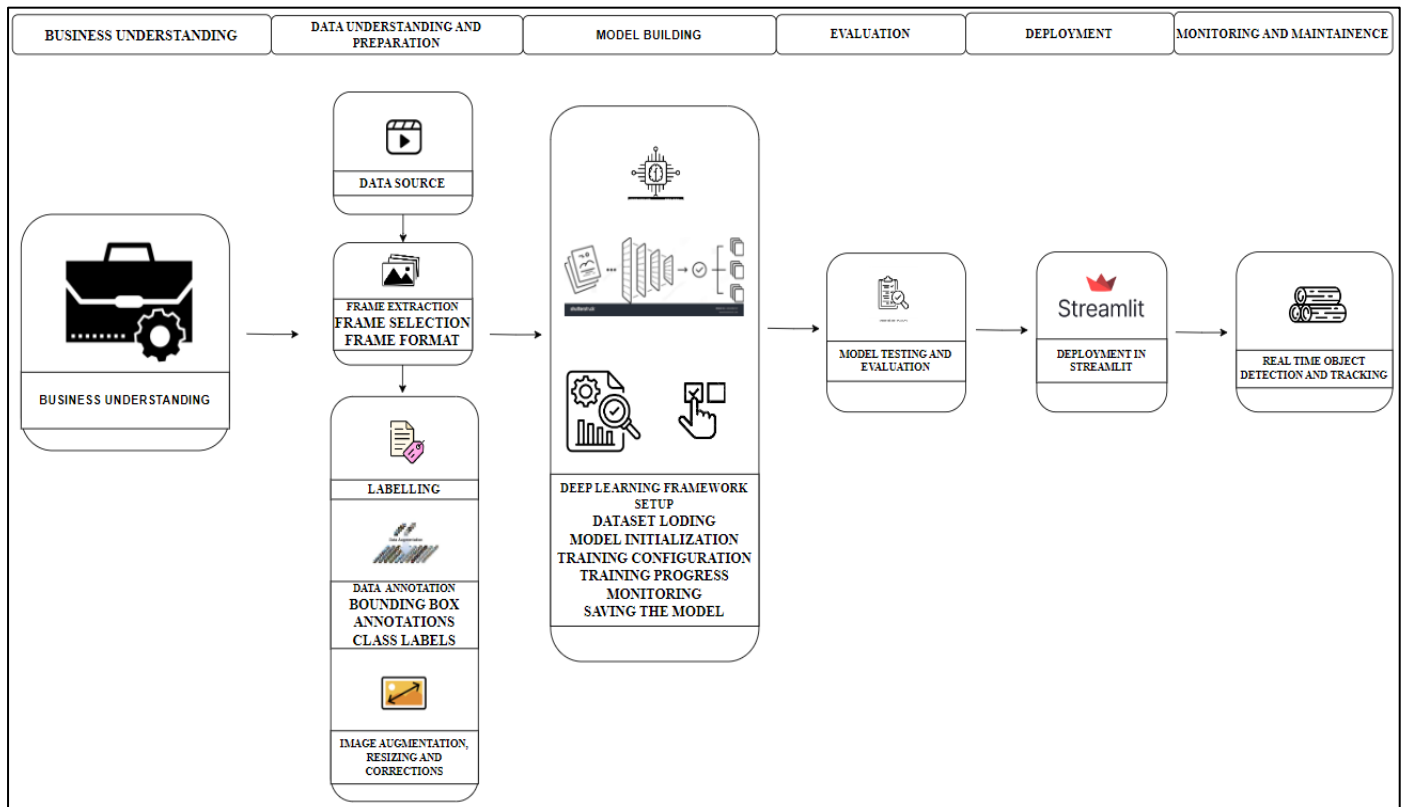 BUSINESS UNDERSTANDING
DATA UNDERSTANDING AND
PREPARATION
MODEL BUILDING
EVALUATION
DEPLOYMENT
MONITORING AND MAINTAINENCE
BUSINESS UNDERSTANDING
DATA SOURCE
FRAME EXTRACTION
FRAME SELECTION
FRAME FORMAT
LABELLING
Data Augmentation
DATA ANNOTATION
BOUNDING BOX
ANNOTATIONS
CLASS LABELS
IMAGE AUGMENTATION,
RESIZING AND
CORRECTIONS
DEEP LEARNING FRAMEWORK
SETUP
DATASET LODING
MODEL INITIALIZATION
TRAINING CONFIGURATION
TRAINING PROGRESS
MONITORING
SAVING THE MODEL
MODEL TESTING AND
EVALUATION
Streamlit
DEPLOYMENT IN
STREAMLIT
REAL TIME OBJECT
DETECTION AND TRACKING